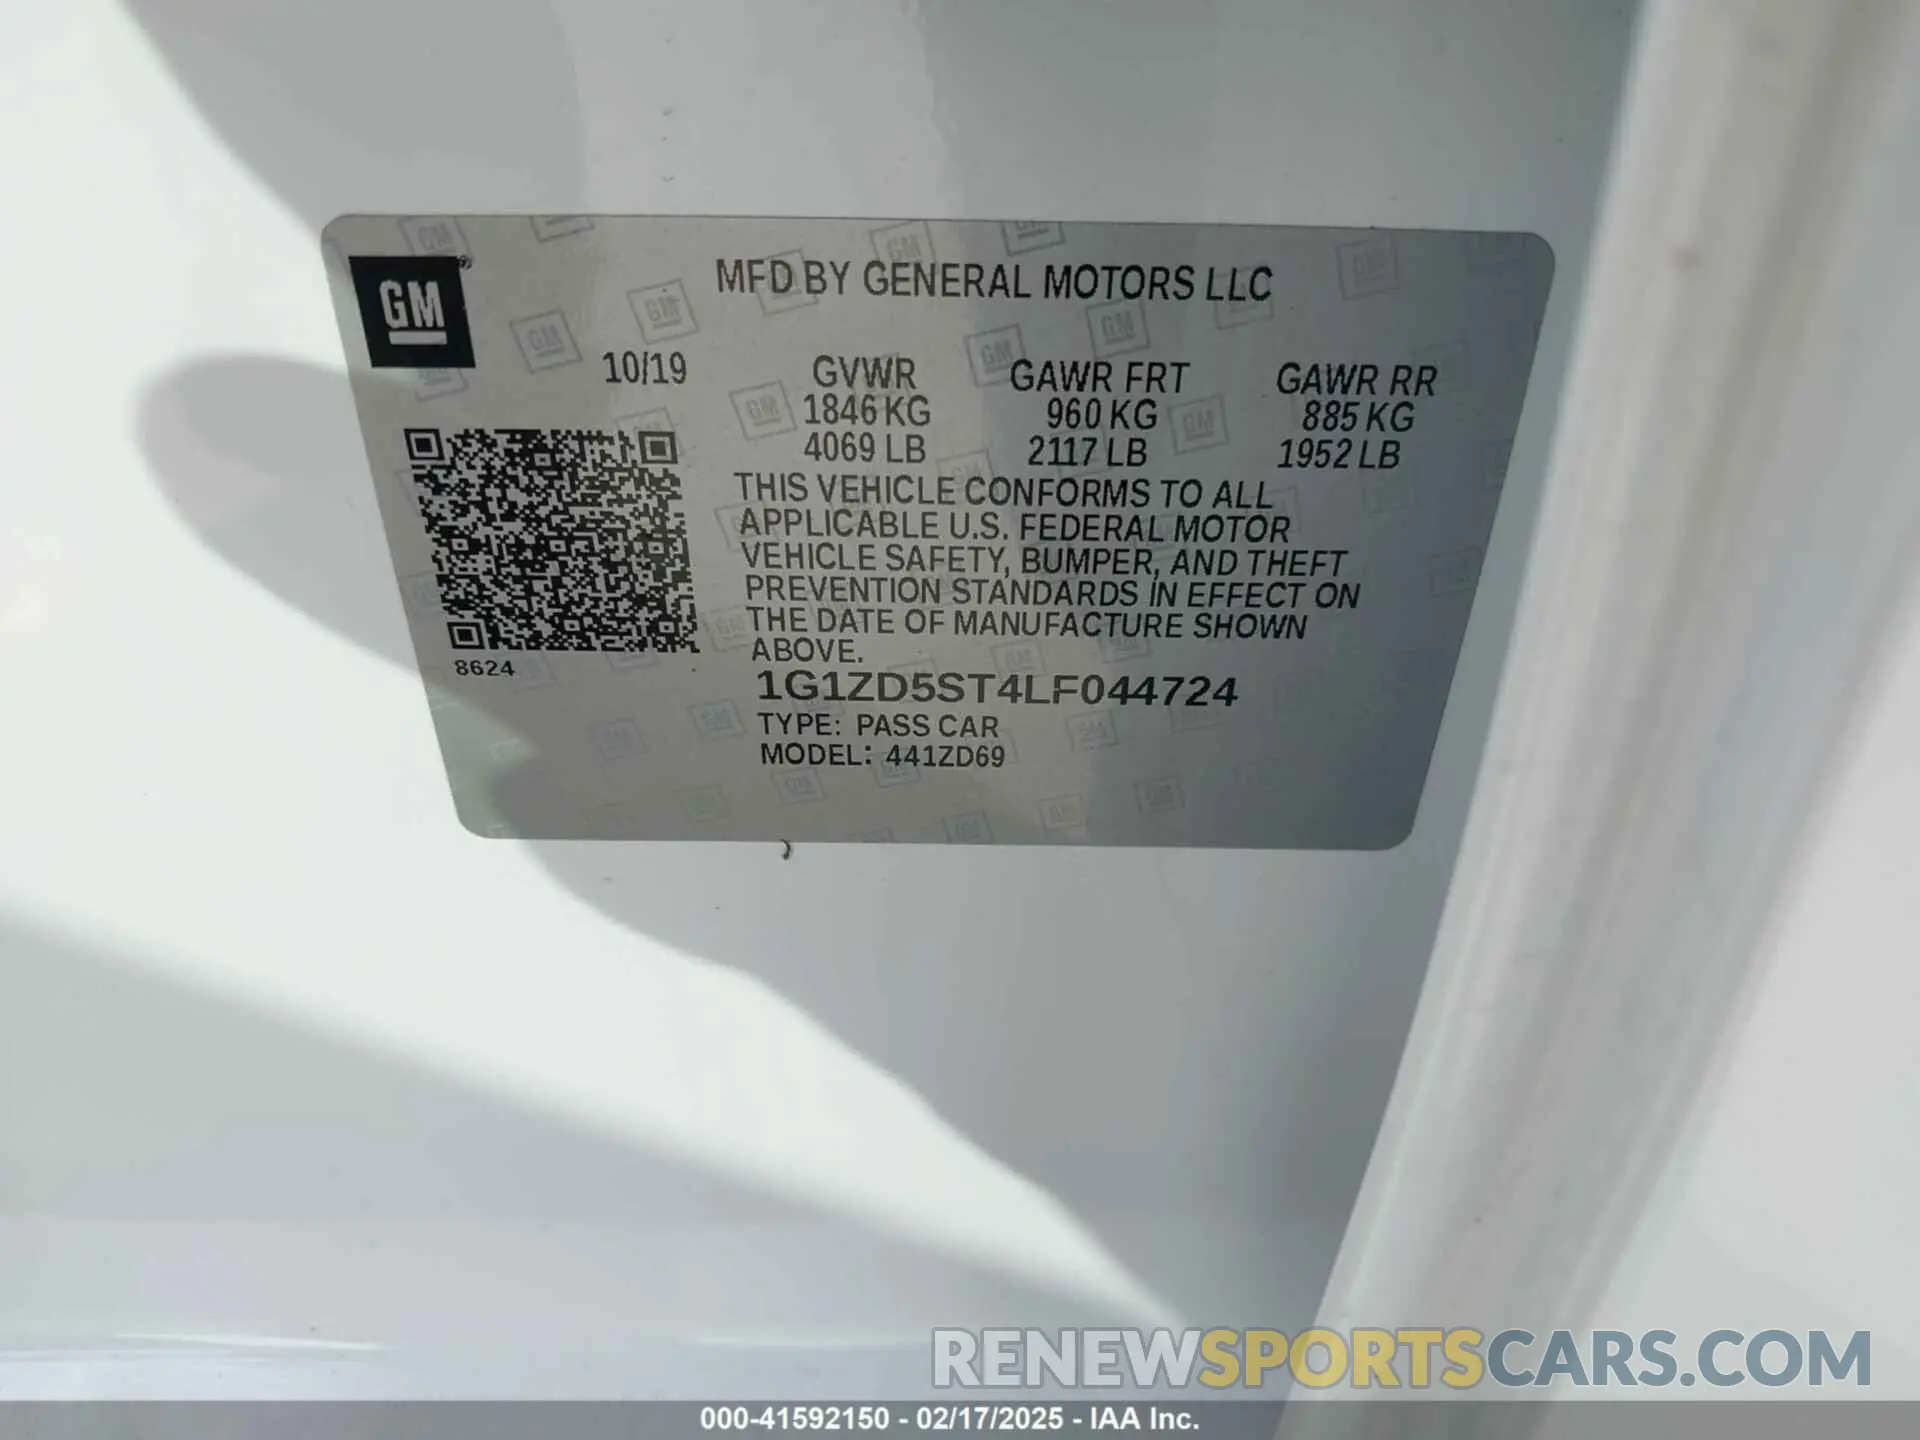 MFD BY GENERAL MOTORS LLC
GM
10/19 GVWR GAWR FRT GAWR RR
1846 KG 960 KG 885 KG
4069 LB 2117 LB 1952 LB
THIS VEHICLE CONFORMS TO ALL
APPLICABLE U.S. FEDERAL MOTOR
VEHICLE SAFETY, BUMPER, AND THEFT
PREVENTION STANDARDS IN EFFECT ON
THE DATE OF MANUFACTURE SHOWN
ABOVE.
8624
1G1ZD5ST4LF044724
TYPE: PASS CAR
MODEL: 441ZD69
RENEWSPORTSCARS.COM
000-41592150 - 02/17/2025 - IAA Inc.